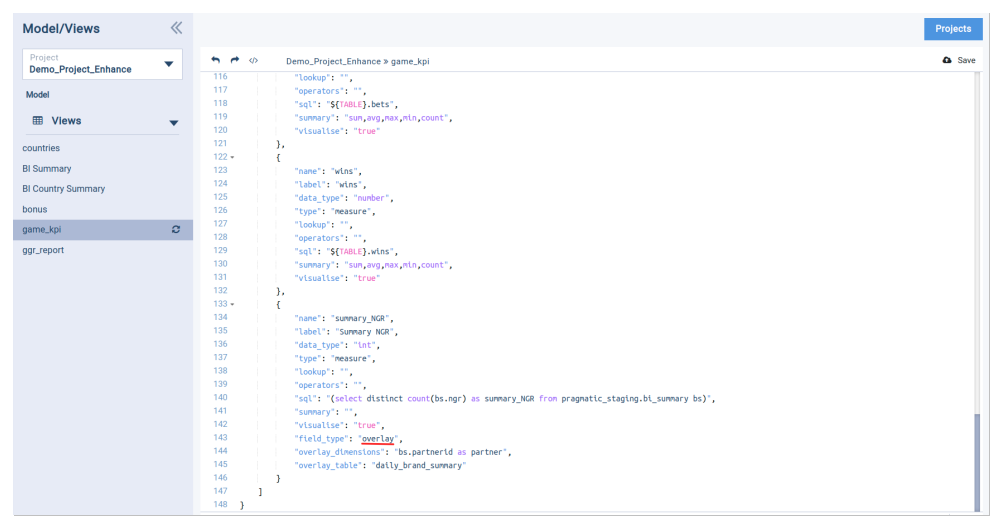 Model/Views
Projects
Project
Demo_Project_Enhance
Model
Views
countries
BI Summary
BI Country Summary
bonus
game_kpi
ggr_report
</> Demo_Project_Enhance » game_kpi Save
116 "lookup": "",
117 "operators": "",
118 "sql": "${TABLE}.bets",
119 "summary": "sum,avg,max,min,count",
120 "visualise": "true"
121 },
122 {
123 "name": "wins",
124 "label": "wins",
125 "data_type": "number",
126 "type": "measure",
127 "lookup": "",
128 "operators": "",
129 "sql": "${TABLE}.wins",
130 "summary": "sum,avg,max,min,count",
131 "visualise": "true"
132 },
133 {
134 "name": "summary_NGR",
135 "label": "Summary NGR",
136 "data_type": "int",
137 "type": "measure",
138 "lookup": "",
139 "operators": "",
140 "sql": "(select distinct count(bs.ngr) as summary_NGR from pragmatic_staging.bi_summary bs)",
141 "summary": "",
142 "visualise": "true",
143 "field_type": "overlay",
144 "overlay_dimensions": "bs.partnerid as partner",
145 "overlay_table": "daily_brand_summary"
146 }
147 ]
148 }